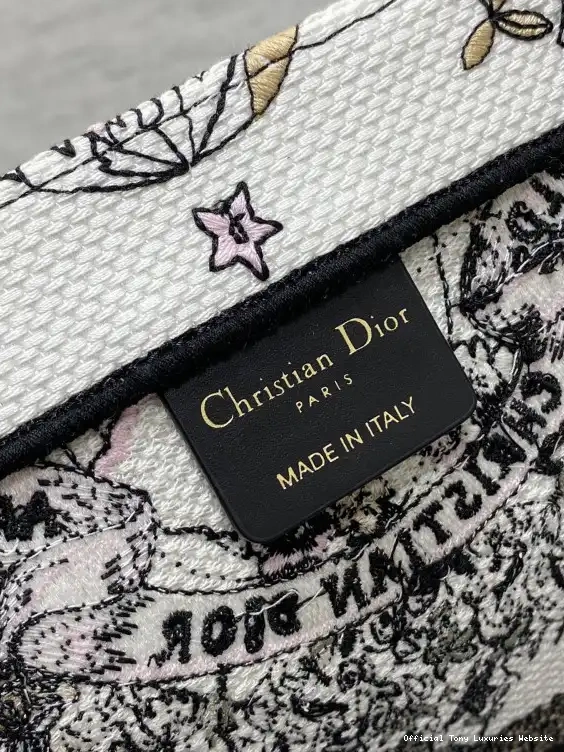 Christian Dior
PARIS
MADE IN ITALY
CHRISTIAN DIOR
Official Tony Luxuries Website